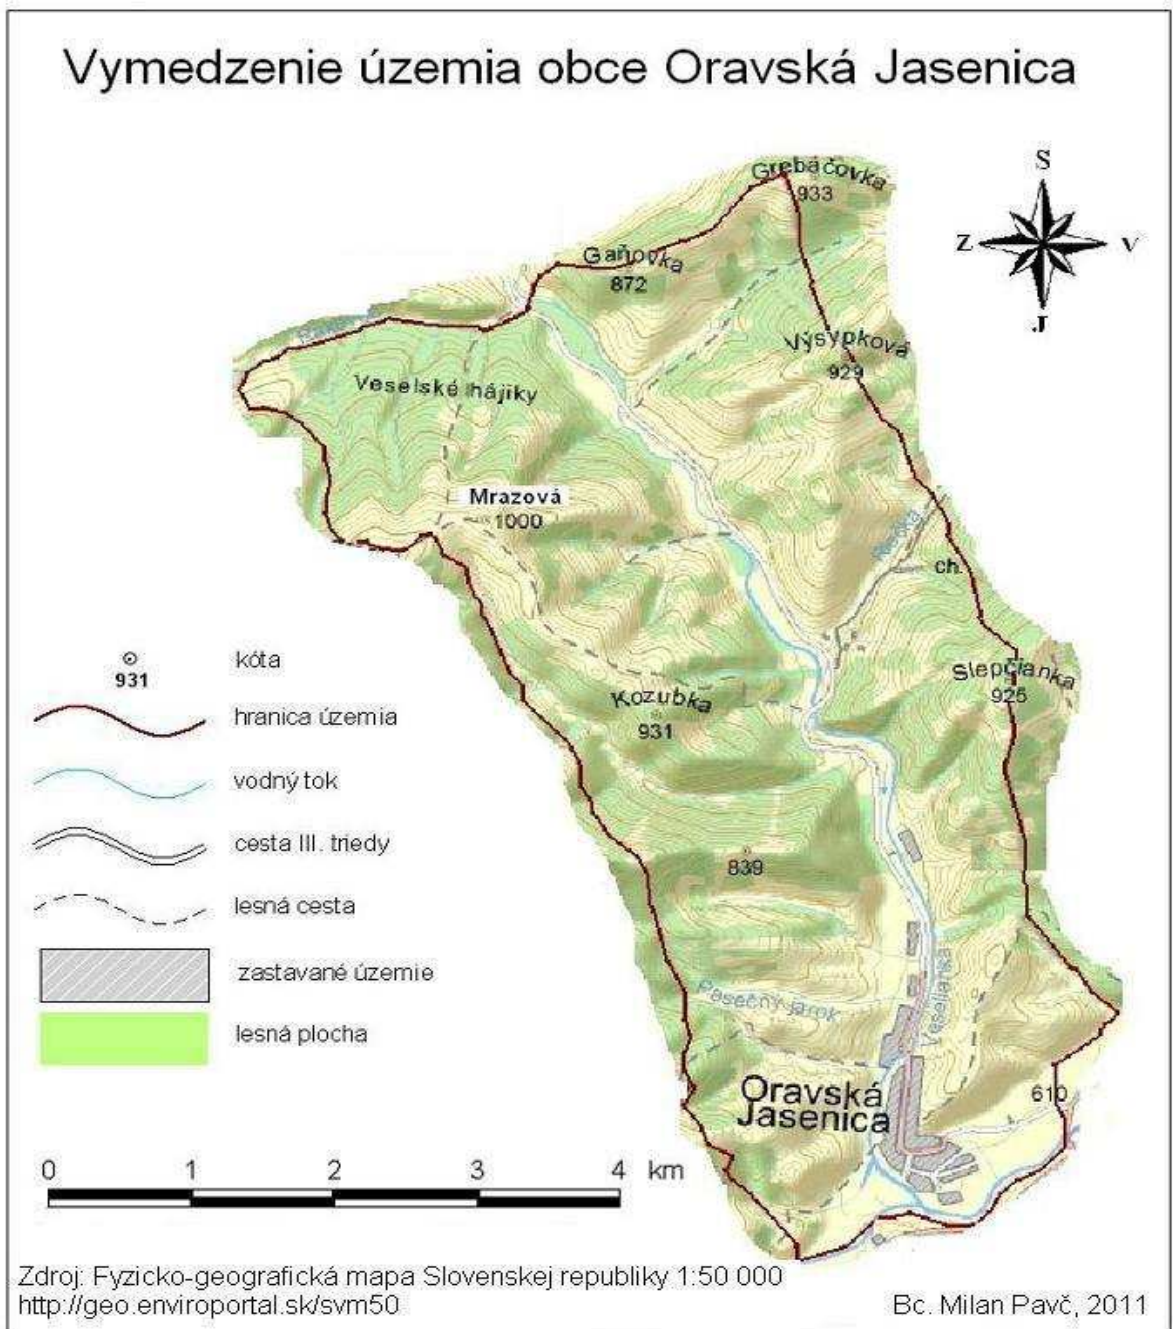 Vymedzenie územia obce Oravská Jasenica
S
Z
V
J
Grebáčovka
933
Gaňovka
872
Výsypková
929
Veselské hájiky
Mrazová
1000
ch.
Slepčianka
925
Kozubka
931
839
Pasečný jarok
Veselianka
Oravská
Jasenica
610
931
kóta
hranica územia
vodný tok
cesta III. triedy
lesná cesta
zastavané územie
lesná plocha
0 1 2 3 4 km
Zdroj: Fyzicko-geografická mapa Slovenskej republiky 1:50 000
http://geo.enviroportal.sk/svm50
Bc. Milan Pavč, 2011